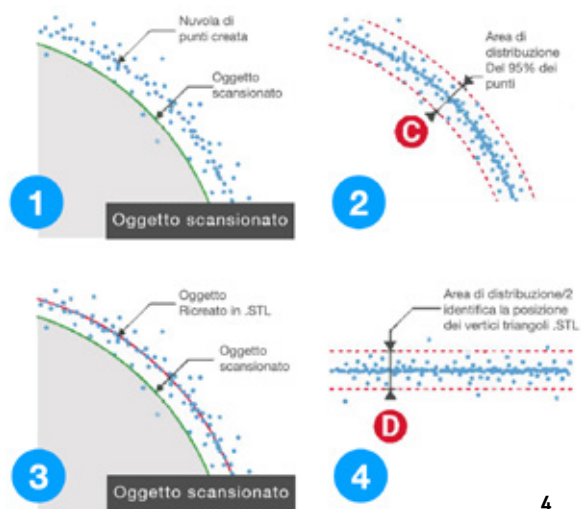 Nuvola di
punti creata
Oggetto
scansionato
1
Oggetto scansionato
Area di
distribuzione
Del 95% dei
punti
C
2
Oggetto
Ricreato in .STL
Oggetto
scansionato
3
Oggetto scansionato
Area di distribuzione/2
identifica la posizione
dei vertici triangoli .STL
D
4
4